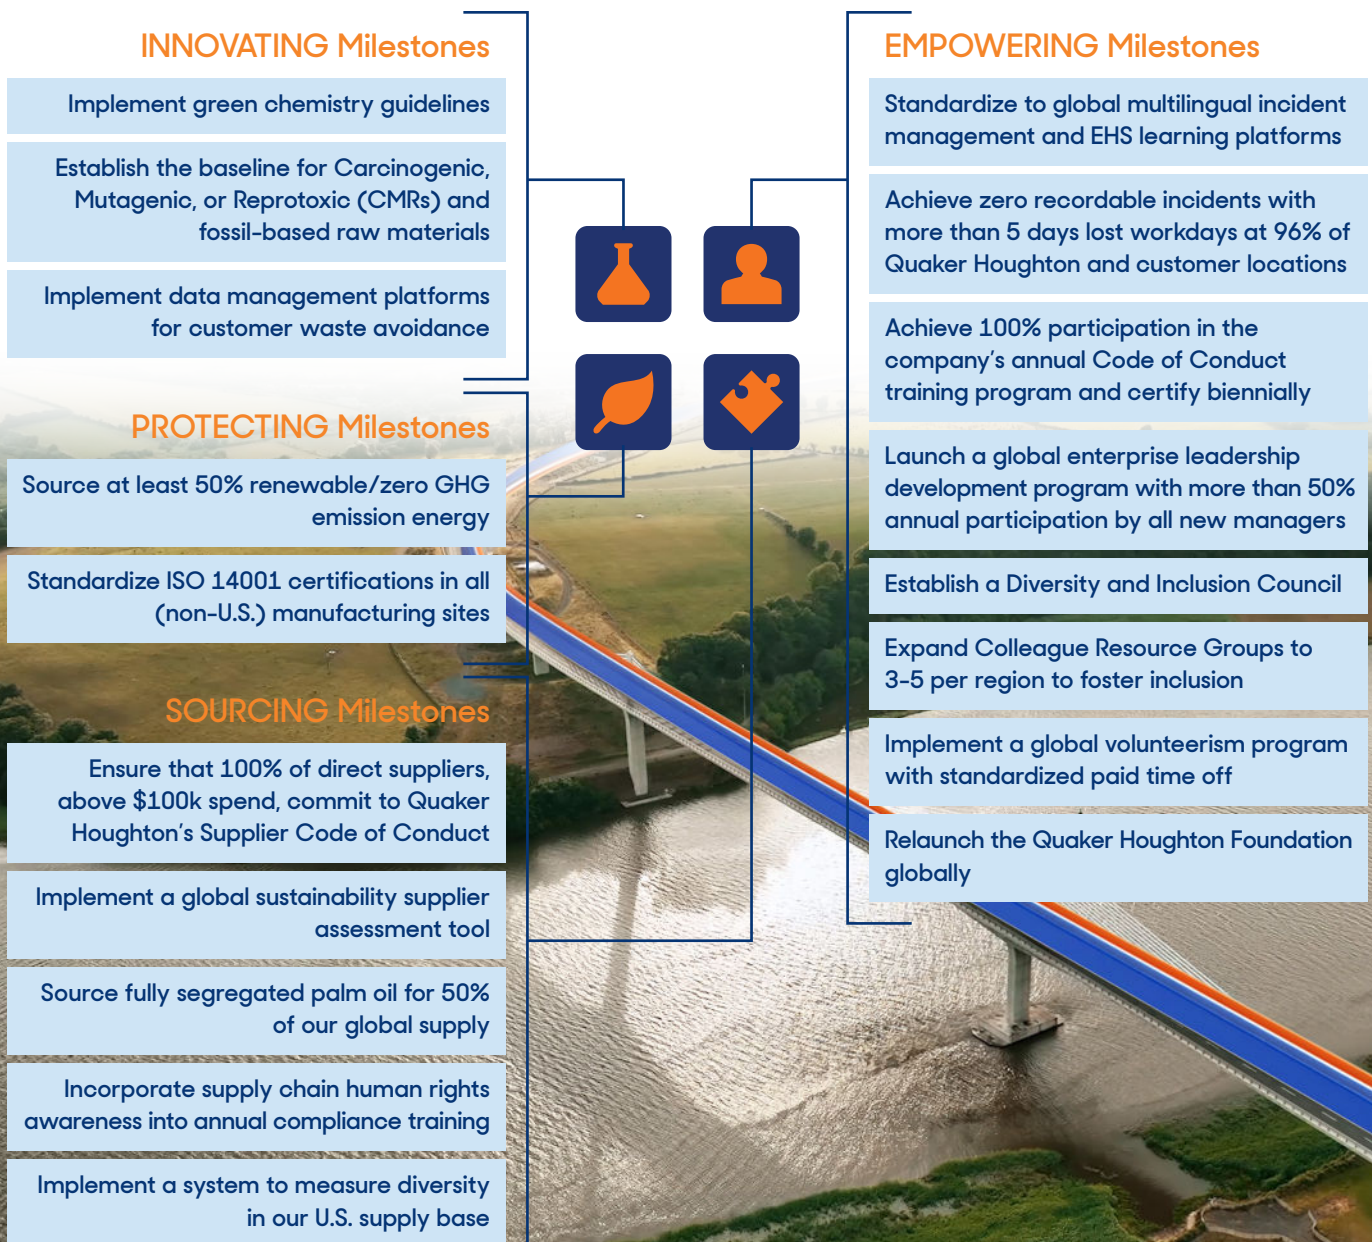 INNOVATING Milestones
Implement green chemistry guidelines
Establish the baseline for Carcinogenic,
Mutagenic, or Reprotoxic (CMRs) and
fossil-based raw materials
Implement data management platforms
for customer waste avoidance
PROTECTING Milestones
Source at least 50% renewable/zero GHG
emission energy
Standardize ISO 14001 certifications in all
(non-U.S.) manufacturing sites
SOURCING Milestones
Ensure that 100% of direct suppliers,
above $100k spend, commit to Quaker
Houghton's Supplier Code of Conduct
Implement a global sustainability supplier
assessment tool
Source fully segregated palm oil for 50%
of our global supply
Incorporate supply chain human rights
awareness into annual compliance training
Implement a system to measure diversity
in our U.S. supply base
EMPOWERING Milestones
Standardize to global multilingual incident
management and EHS learning platforms
Achieve zero recordable incidents with
more than 5 days lost workdays at 96% of
Quaker Houghton and customer locations
Achieve 100% participation in the
company's annual Code of Conduct
training program and certify biennially
Launch a global enterprise leadership
development program with more than 50%
annual participation by all new managers
Establish a Diversity and Inclusion Council
Expand Colleague Resource Groups to
3-5 per region to foster inclusion
Implement a global volunteerism program
with standardized paid time off
Relaunch the Quaker Houghton Foundation
globally